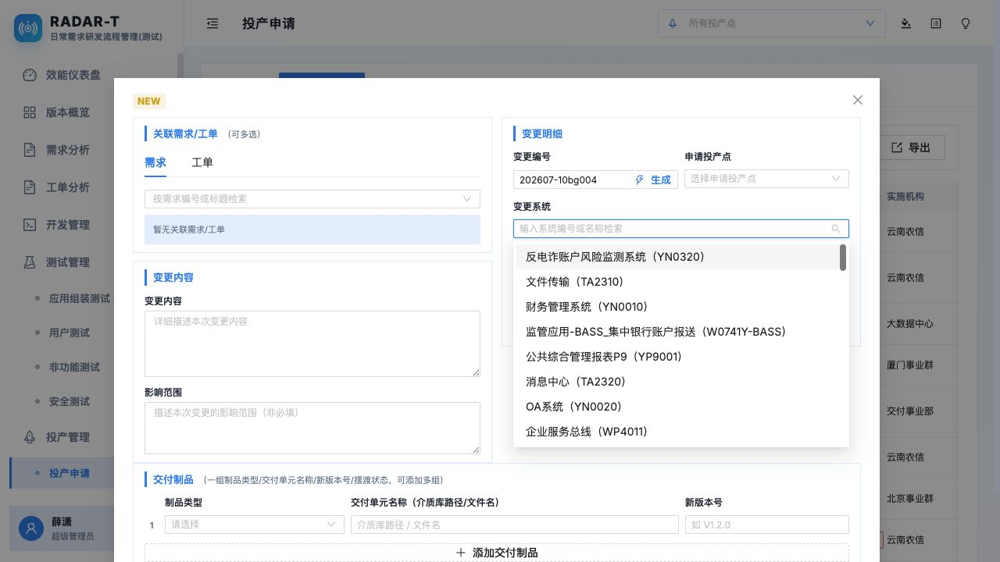 RADAR-T
日常需求研发流程管理(测试)
投产申请
所有投产点
效能仪表盘
版本概览
需求分析
工单分析
开发管理
测试管理
应用组装测试
用户测试
非功能测试
安全测试
投产管理
投产申请
薛潇
超级管理员
导出
实施机构
云南农信
云南农信
大数据中心
厦门事业群
交付事业部
云南农信
北京事业群
云南农信
NEW
关联需求/工单 (可多选)
需求 工单
按需求编号或标题检索
暂无关联需求/工单
变更内容
变更内容
详细描述本次变更内容
影响范围
描述本次变更的影响范围（非必填）
变更明细
变更编号 申请投产点
202607-10bg004 生成 选择申请投产点
变更系统
输入系统编号或名称检索
反电诈账户风险监测系统（YN0320）
文件传输（TA2310）
财务管理系统（YN0010）
监管应用-BASS_集中银行账户报送（W0741Y-BASS）
公共综合管理报表P9（YP9001）
消息中心（TA2320）
OA系统（YN0020）
企业服务总线（WP4011）
交付制品 (一组制品类型/交付单元名称/新版本号/摆渡状态，可添加多组)
制品类型 交付单元名称（介质库路径/文件名） 新版本号
1 请选择 介质库路径 / 文件名 如 V1.2.0
添加交付制品